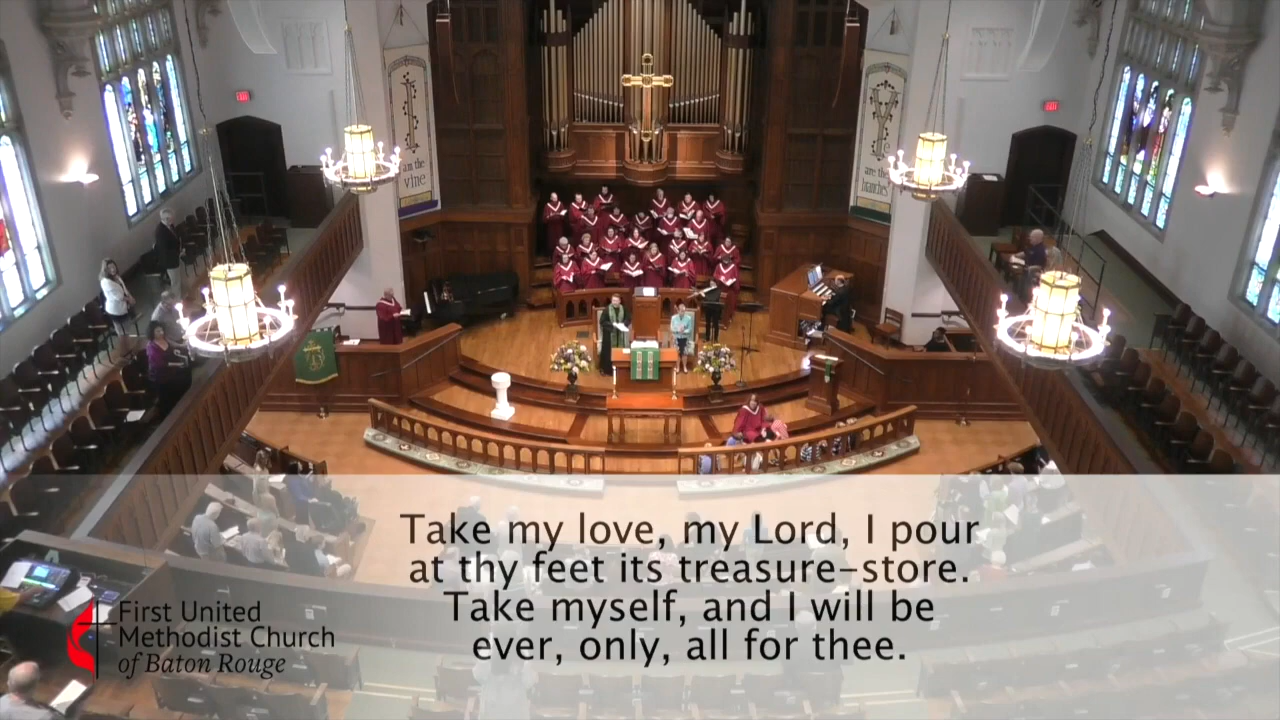 I
am the
vine
Y
are the
branches
Take my love, my Lord, I pour
at thy feet its treasure-store.
Take myself, and I will be
ever, only, all for thee.
First United
Methodist Church
of Baton Rouge